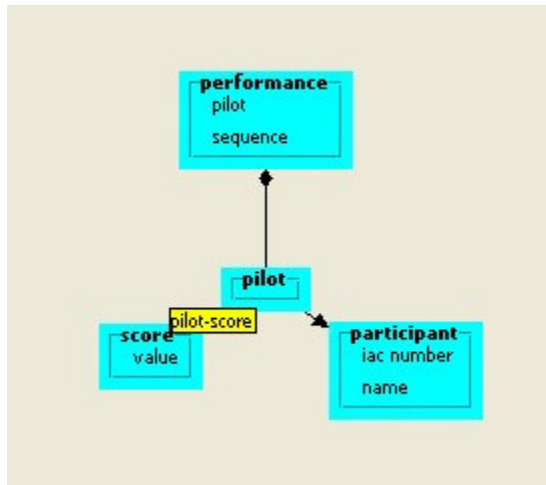 performance
pilot
sequence
pilot
pilot-score
score
value
participant
iac number
name